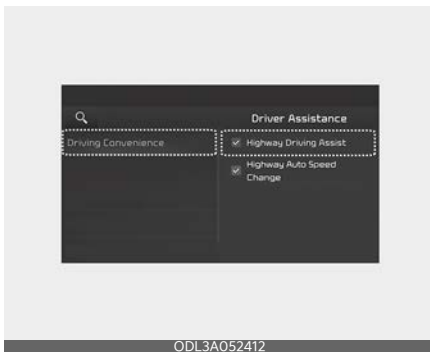 Driver Assistance
Driving Convenience
Highway Driving Assist
Highway Auto Speed
Change
ODL3A052412